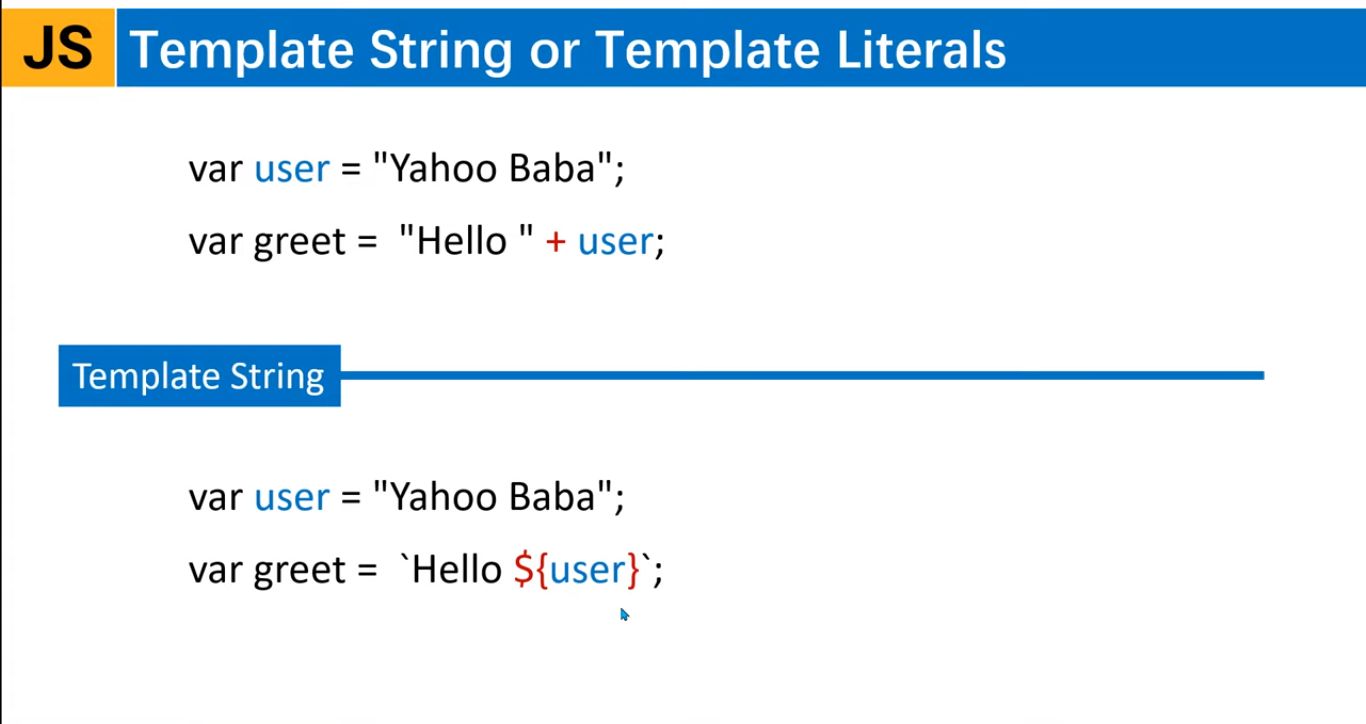 JS Template String or Template Literals
var user = "Yahoo Baba";
var greet = "Hello " + user;
Template String
var user = "Yahoo Baba";
var greet = `Hello ${user}`;